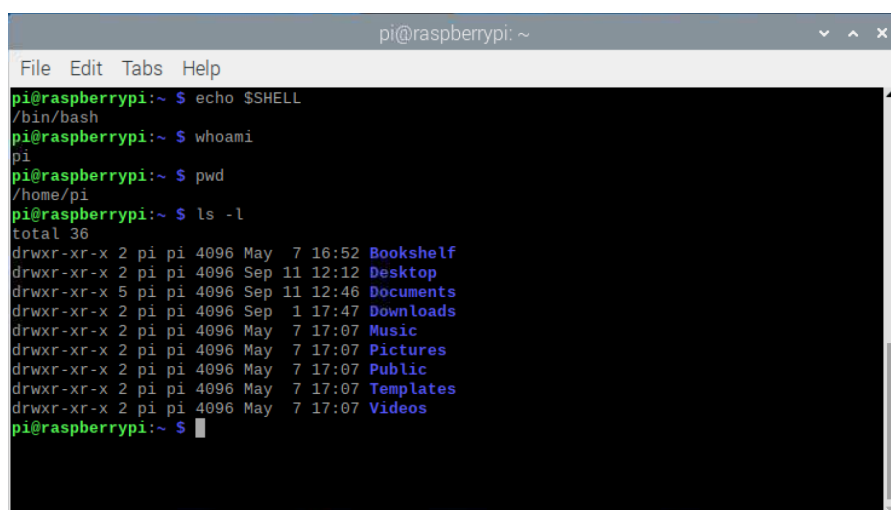 pi@raspberrypi: ~
File Edit Tabs Help
pi@raspberrypi:~ $ echo $SHELL
/bin/bash
pi@raspberrypi:~ $ whoami
pi
pi@raspberrypi:~ $ pwd
/home/pi
pi@raspberrypi:~ $ ls -l
total 36
drwxr-xr-x 2 pi pi 4096 May  7 16:52 Bookshelf
drwxr-xr-x 2 pi pi 4096 Sep 11 12:12 Desktop
drwxr-xr-x 5 pi pi 4096 Sep 11 12:46 Documents
drwxr-xr-x 2 pi pi 4096 Sep  1 17:47 Downloads
drwxr-xr-x 2 pi pi 4096 May  7 17:07 Music
drwxr-xr-x 2 pi pi 4096 May  7 17:07 Pictures
drwxr-xr-x 2 pi pi 4096 May  7 17:07 Public
drwxr-xr-x 2 pi pi 4096 May  7 17:07 Templates
drwxr-xr-x 2 pi pi 4096 May  7 17:07 Videos
pi@raspberrypi:~ $